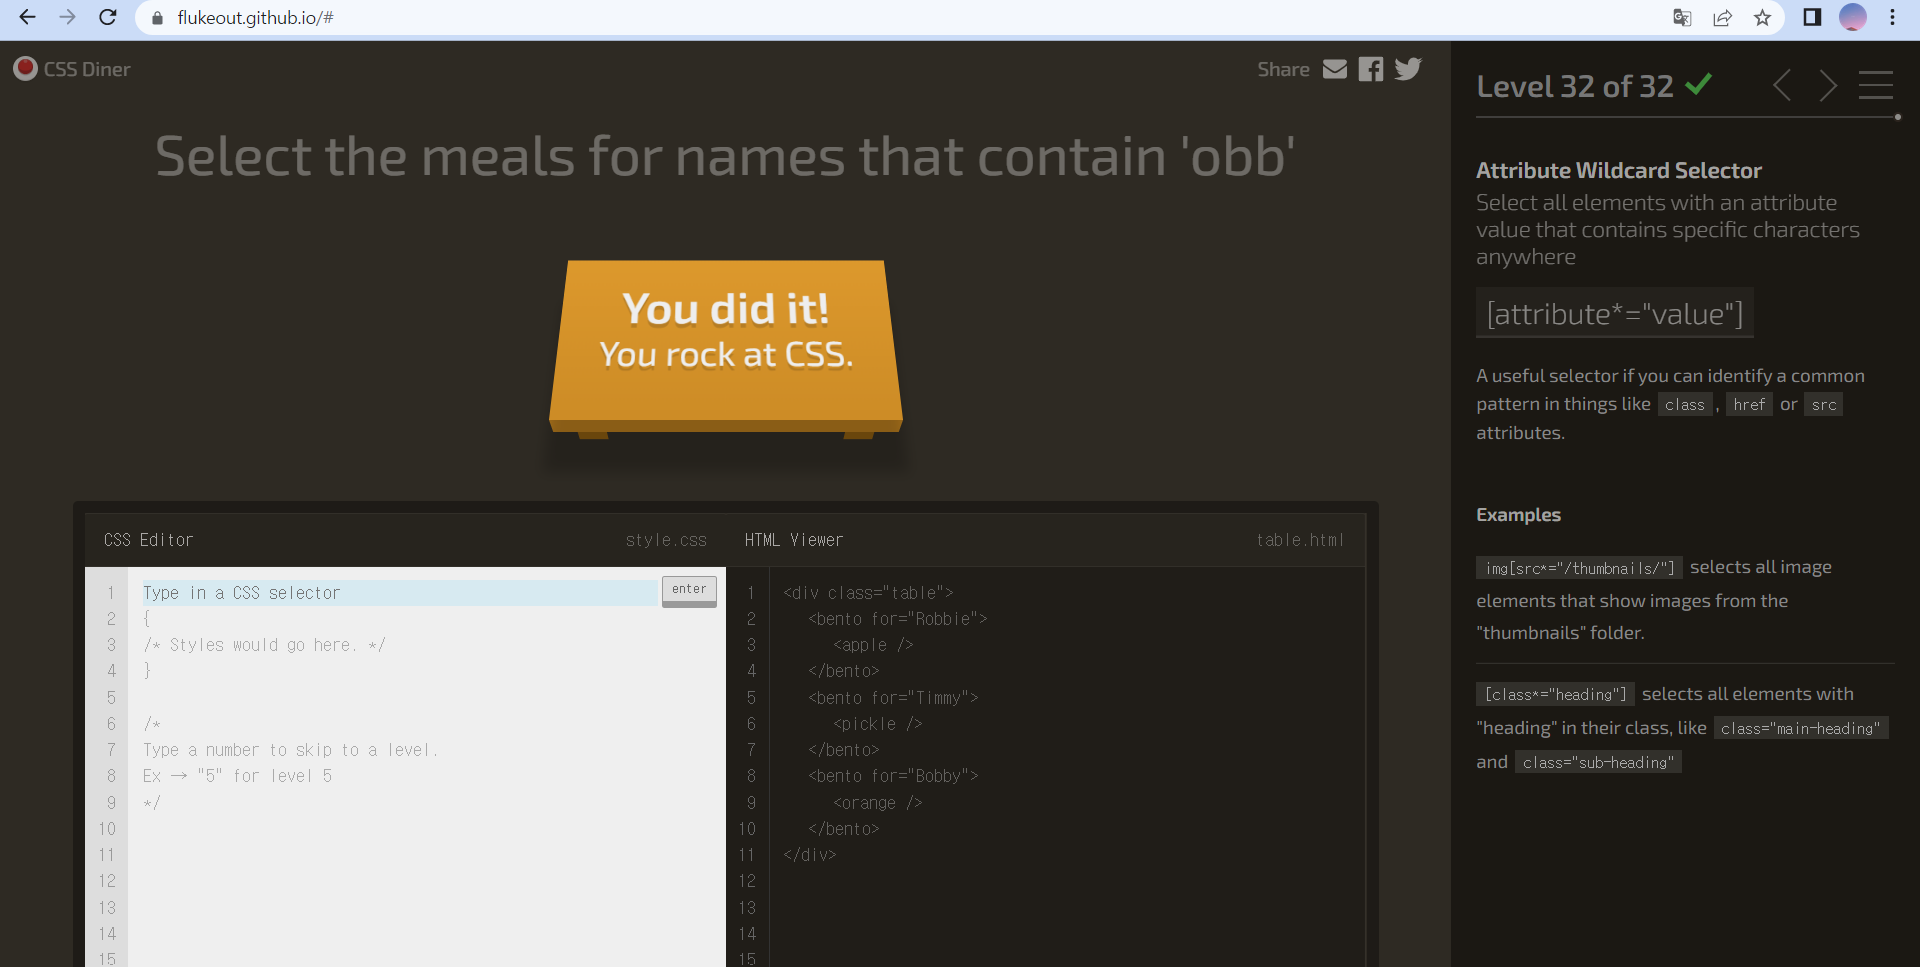 flukeout.github.io/#
CSS Diner
Share
Select the meals for names that contain 'obb'
You did it!
You rock at CSS.
CSS Editor
style.css
HTML Viewer
table.html
1 Type in a CSS selector
enter
2 {
3 /* Styles would go here. */
4 }
5
6 /*
7 Type a number to skip to a level.
8 Ex → "5" for level 5
9 */
10
11
12
13
14
15
1 <div class="table">
2 <bento for="Robbie">
3 <apple />
4 </bento>
5 <bento for="Timmy">
6 <pickle />
7 </bento>
8 <bento for="Bobby">
9 <orange />
10 </bento>
11 </div>
12
13
14
15
Level 32 of 32
Attribute Wildcard Selector
Select all elements with an attribute
value that contains specific characters
anywhere
[attribute*="value"]
A useful selector if you can identify a common
pattern in things like class , href or src
attributes.
Examples
img[src*="/thumbnails/"] selects all image
elements that show images from the
"thumbnails" folder.
[class*="heading"] selects all elements with
"heading" in their class, like class="main-heading"
and class="sub-heading"